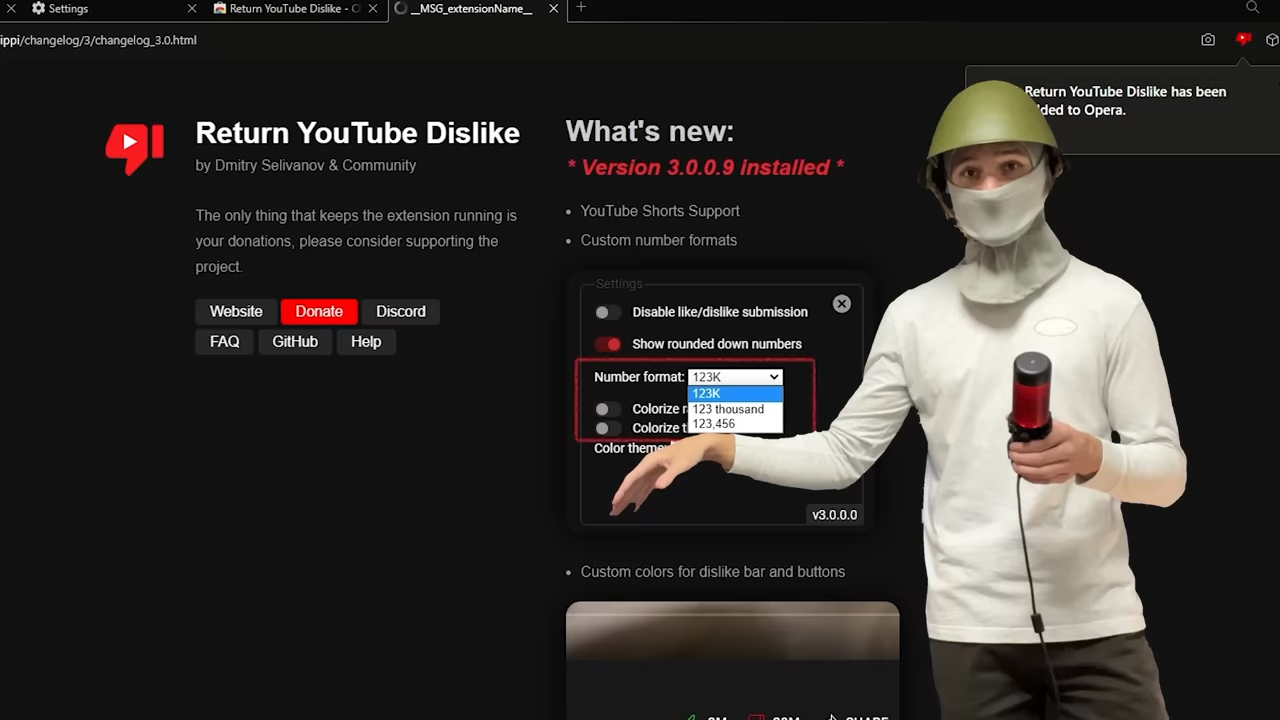 Settings
Return YouTube Dislike - C
__MSG_extensionName__
ippi/changelog/3/changelog_3.0.html
Return YouTube Dislike has been
ded to Opera.
Return YouTube Dislike
by Dmitry Selivanov & Community
The only thing that keeps the extension running is
your donations, please consider supporting the
project.
Website
Donate
Discord
FAQ
GitHub
Help
What's new:
* Version 3.0.0.9 installed *
• YouTube Shorts Support
• Custom number formats
Settings
Disable like/dislike submission
Show rounded down numbers
Number format: 123K
123K
123 thousand
123,456
Colorize
Colorize t
Color theme
v3.0.0.0
• Custom colors for dislike bar and buttons
SHARE